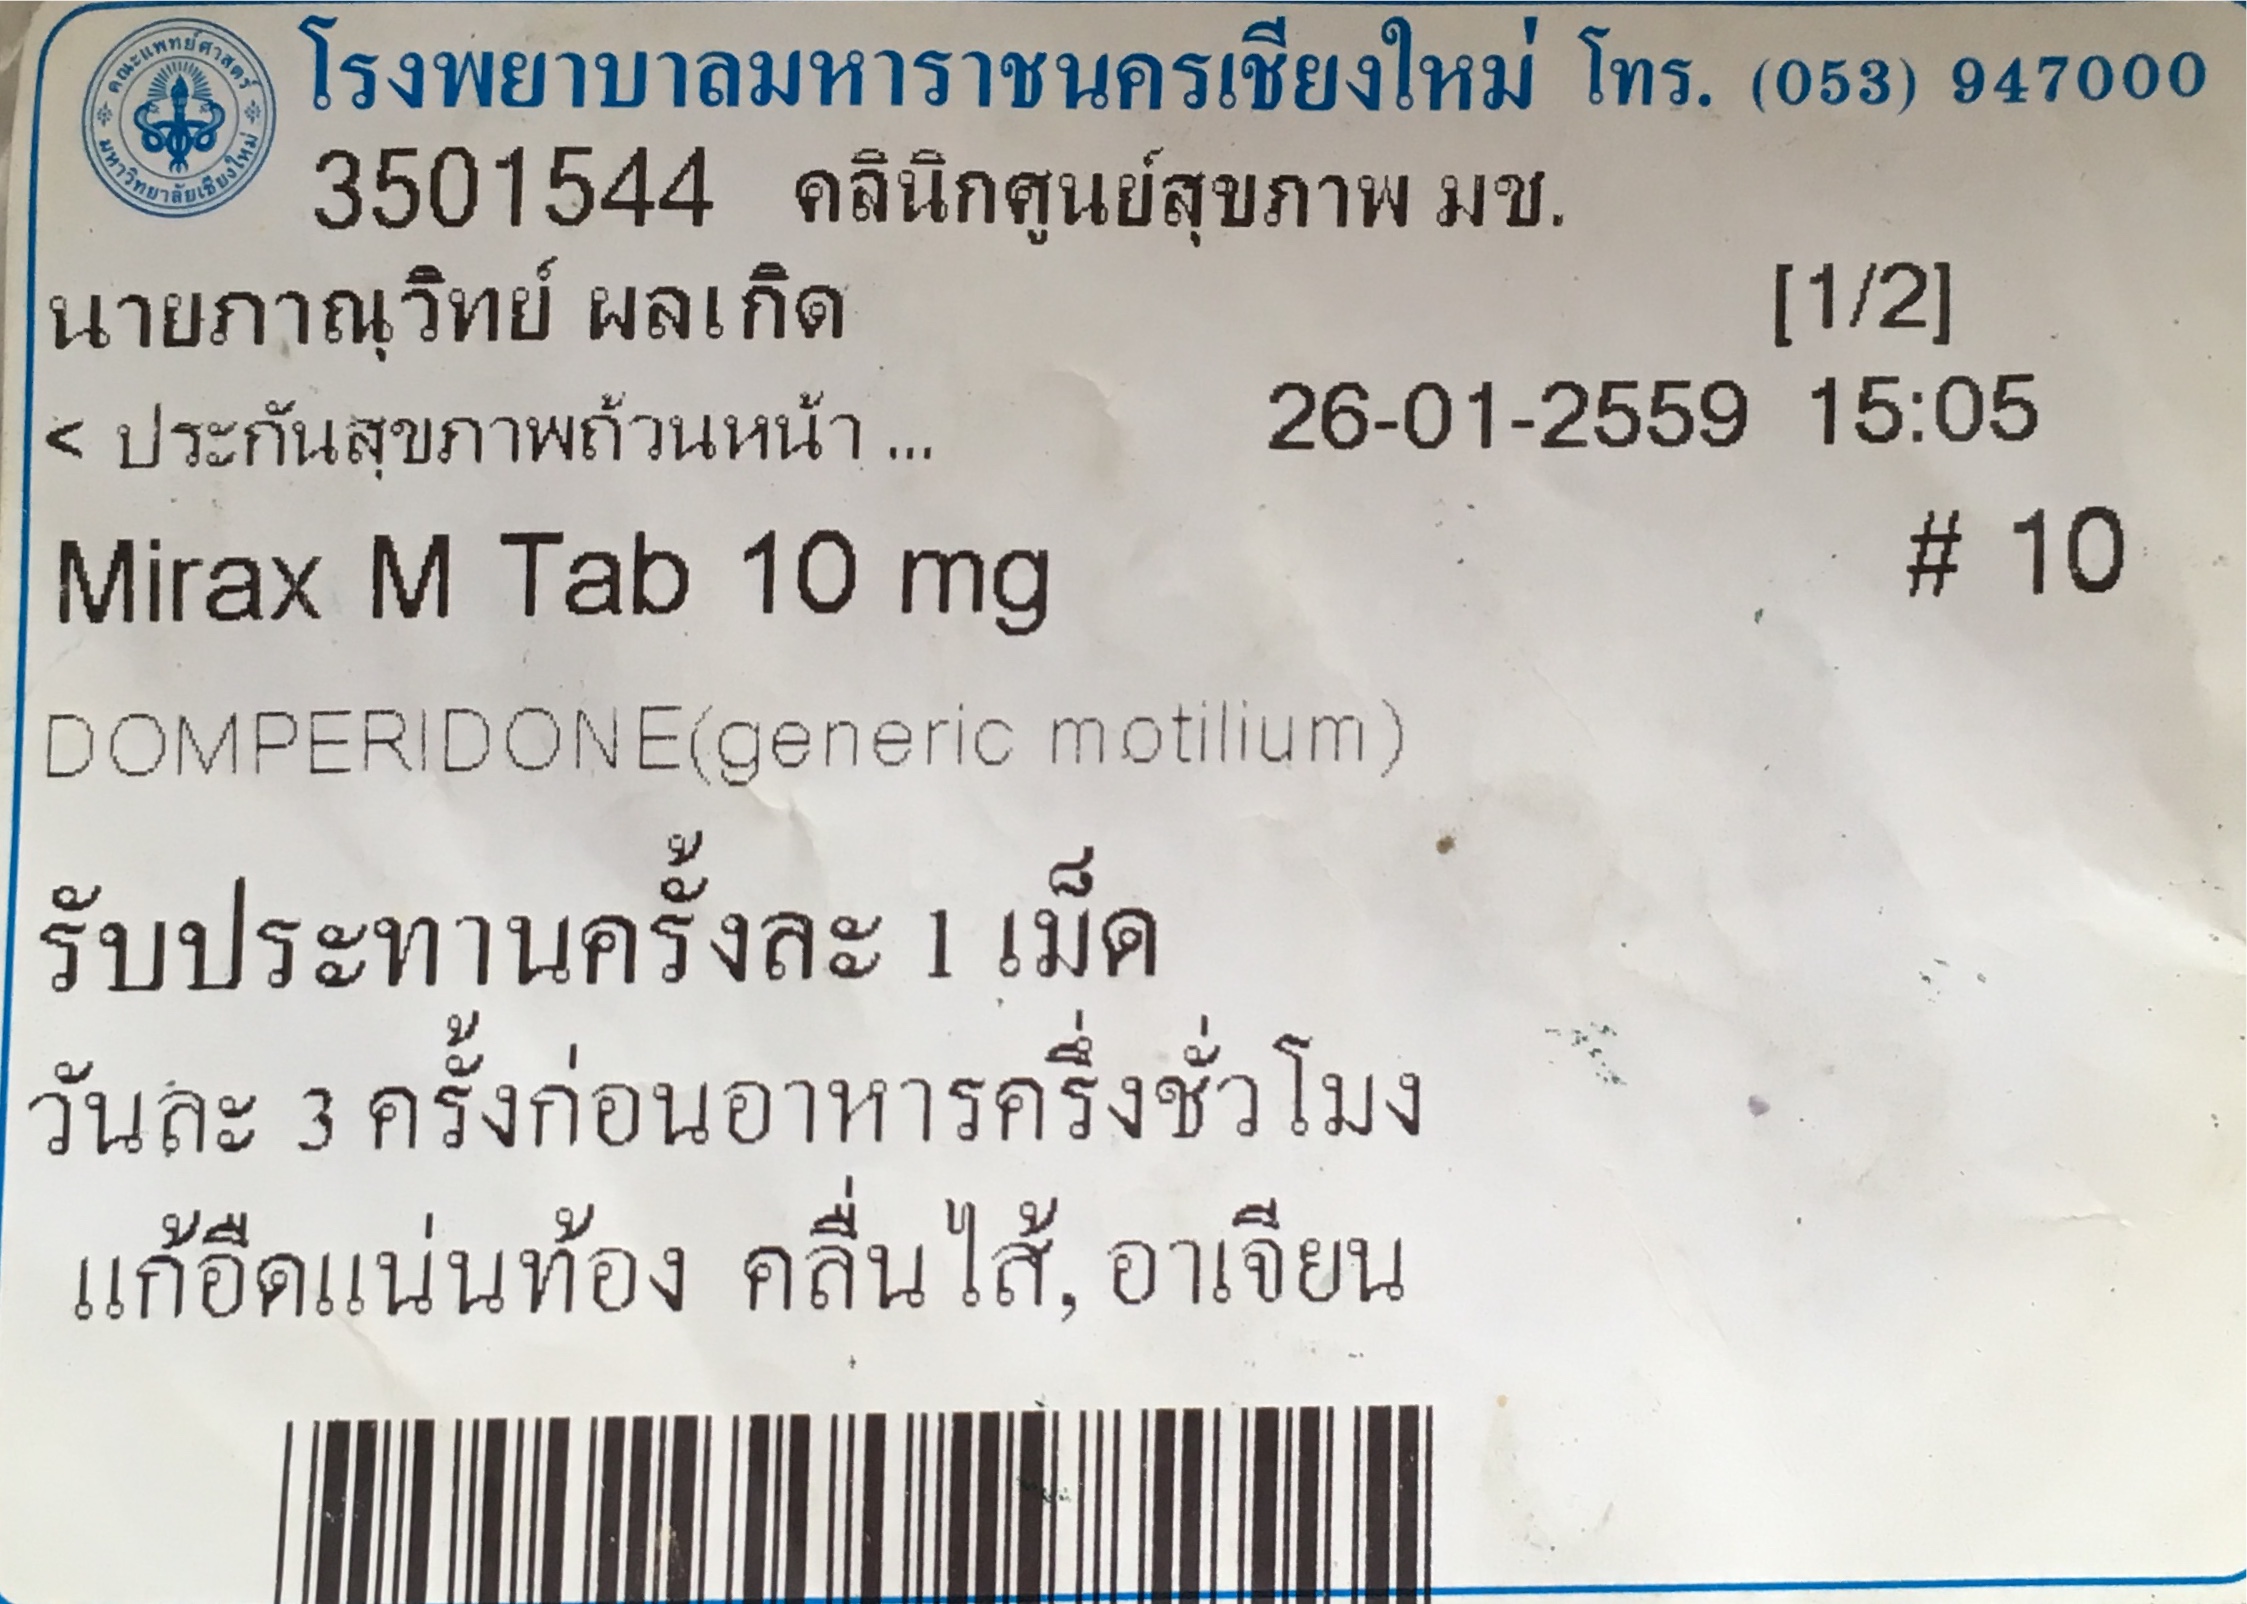 คณะแพทยศาสตร์
มหาวิทยาลัยเชียงใหม่
โรงพยาบาลมหาราชนครเชียงใหม่ โทร. (053) 947000
3501544 คลินิกศูนย์สุขภาพ มช.
นายภาณุวิทย์ ผลเกิด [1/2]
< ประกันสุขภาพถ้วนหน้า ... 26-01-2559 15:05
Mirax M Tab 10 mg # 10
DOMPERIDONE(generic motilium)
รับประทานครั้งละ 1 เม็ด
วันละ 3 ครั้งก่อนอาหารครึ่งชั่วโมง
แก้อืดแน่นท้อง คลื่นไส้, อาเจียน